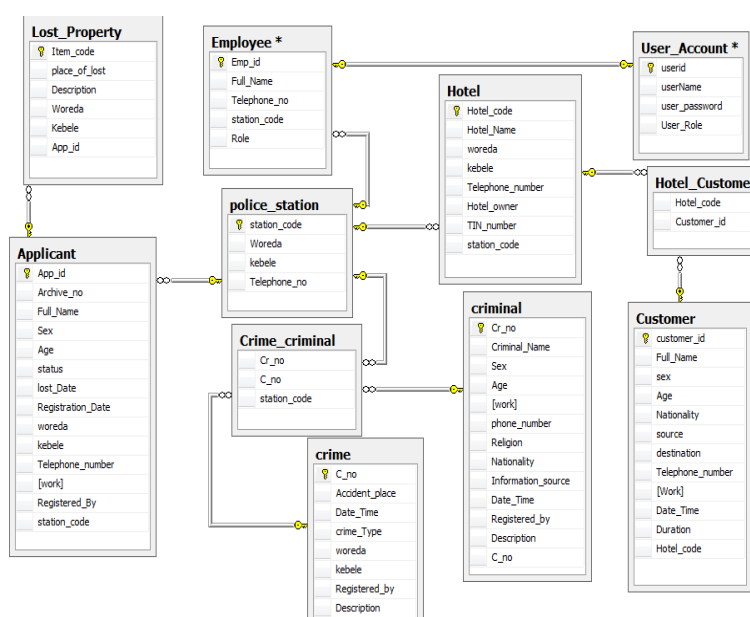 Lost_Property
Item_code
place_of_lost
Description
Woreda
Kebele
App_id
Employee *
Emp_id
Full_Name
Telephone_no
station_code
Role
User_Account *
userid
userName
user_password
User_Role
Hotel
Hotel_code
Hotel_Name
woreda
kebele
Telephone_number
Hotel_owner
TIN_number
station_code
Hotel_Custome
Hotel_code
Customer_id
police_station
station_code
Woreda
kebele
Telephone_no
Applicant
App_id
Archive_no
Full_Name
Sex
Age
status
lost_Date
Registration_Date
woreda
kebele
Telephone_number
[work]
Registered_By
station_code
Crime_criminal
Cr_no
C_no
station_code
criminal
Cr_no
Criminal_Name
Sex
Age
[work]
phone_number
Religion
Nationality
Information_source
Date_Time
Registered_by
Description
C_no
Customer
customer_id
Full_Name
sex
Age
Nationality
source
destination
Telephone_number
[Work]
Date_Time
Duration
Hotel_code
crime
C_no
Accident_place
Date_Time
crime_Type
woreda
kebele
Registered_by
Description